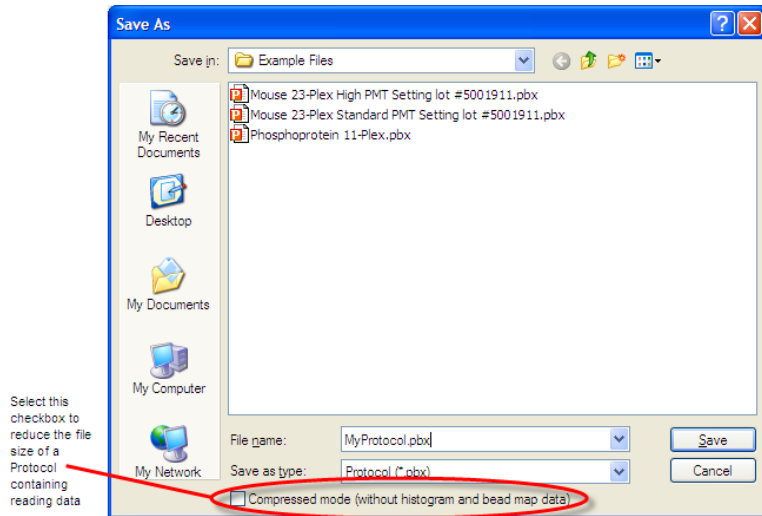 Save As
Save in:
Example Files
Mouse 23-Plex High PMT Setting lot #5001911.pbx
Mouse 23-Plex Standard PMT Setting lot #5001911.pbx
Phosphoprotein 11-Plex.pbx
My Recent
Documents
Desktop
My Documents
My Computer
My Network
File name:
MyProtocol.pbx
Save
Save as type:
Protocol (*.pbx)
Cancel
Compressed mode (without histogram and bead map data)
Select this
checkbox to
reduce the file
size of a
Protocol
containing
reading data